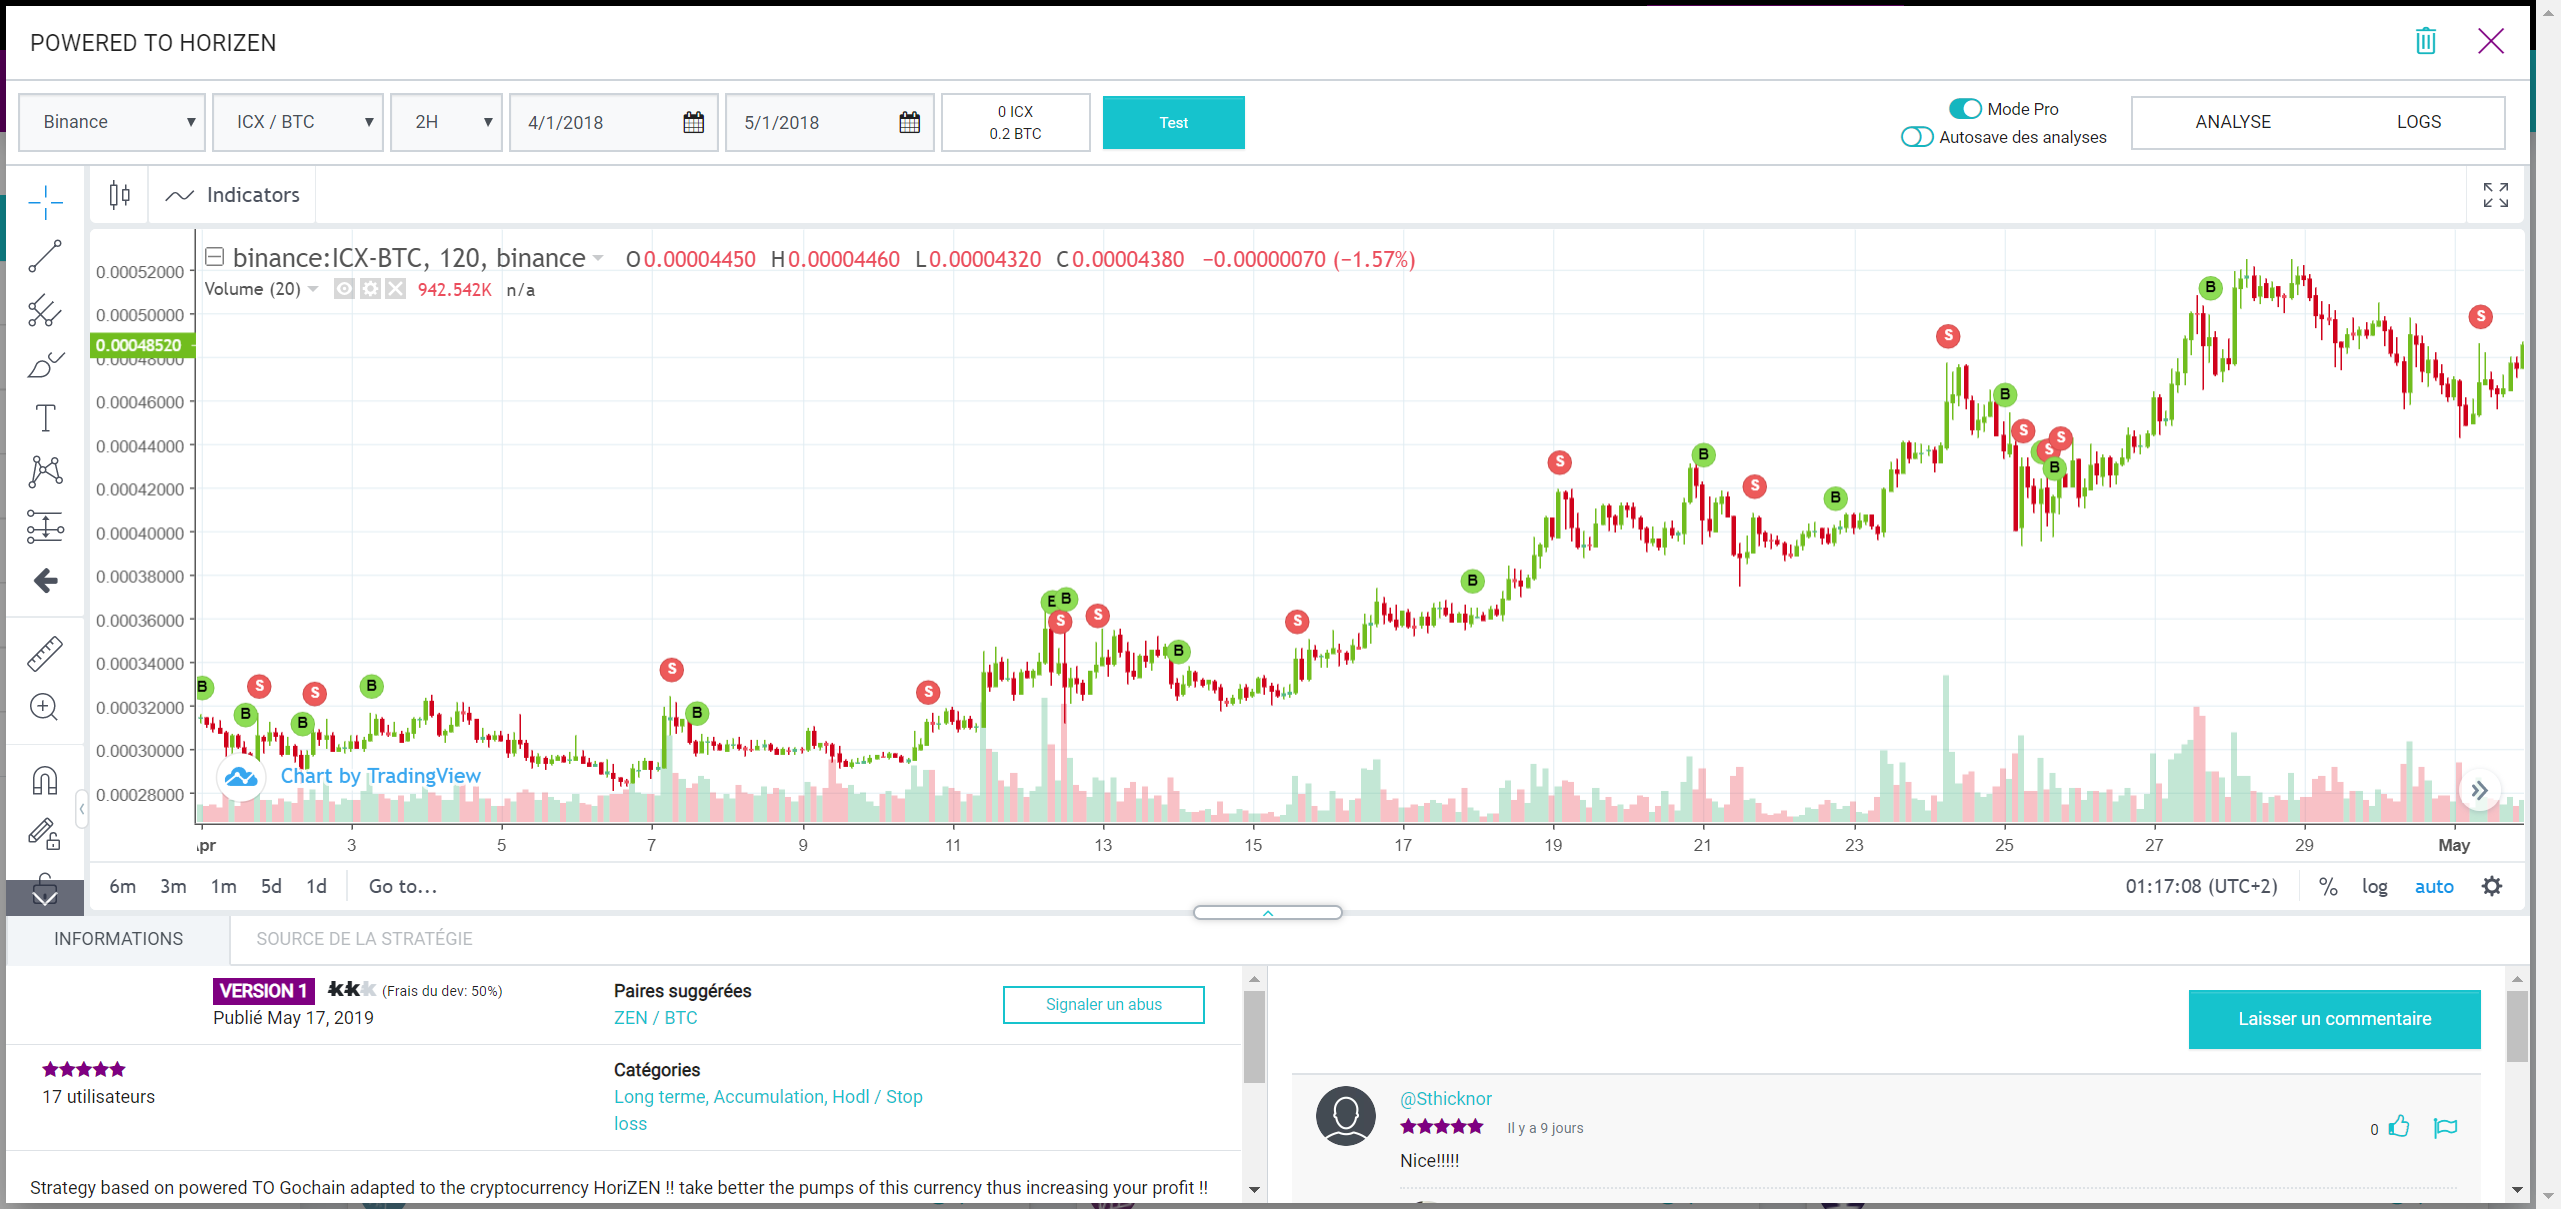 POWERED TO HORIZEN
Binance
ICX / BTC
2H
4/1/2018
5/1/2018
0 ICX
0.2 BTC
Test
Mode Pro
Autosave des analyses
ANALYSE
LOGS
Indicators
binance:ICX-BTC, 120, binance O0.00004450 H0.00004460 L0.00004320 C0.00004380 −0.00000070 (−1.57%)
Volume (20) 942.542K n/a
0.00052000
0.00050000
0.00048520
0.00048000
0.00046000
0.00044000
0.00042000
0.00040000
0.00038000
0.00036000
0.00034000
0.00032000
0.00030000
0.00028000
B
B
S
B
S
B
S
B
S
B
S
S
B
S
B
S
B
S
B
S
B
S
S
S
B
B
S
Chart by TradingView
3 5 7 9 11 13 15 17 19 21 23 25 27 29 May
6m 3m 1m 5d 1d Go to...
01:17:08 (UTC+2) % log auto
INFORMATIONS
SOURCE DE LA STRATÉGIE
VERSION 1 (Frais du dev: 50%)
Publié May 17, 2019
Paires suggérées
ZEN / BTC
Signaler un abus
17 utilisateurs
Catégories
Long terme, Accumulation, Hodl / Stop
loss
Strategy based on powered TO Gochain adapted to the cryptocurrency HoriZEN !! take better the pumps of this currency thus increasing your profit !!
Laisser un commentaire
@Sthicknor
Il y a 9 jours
0
Nice!!!!!